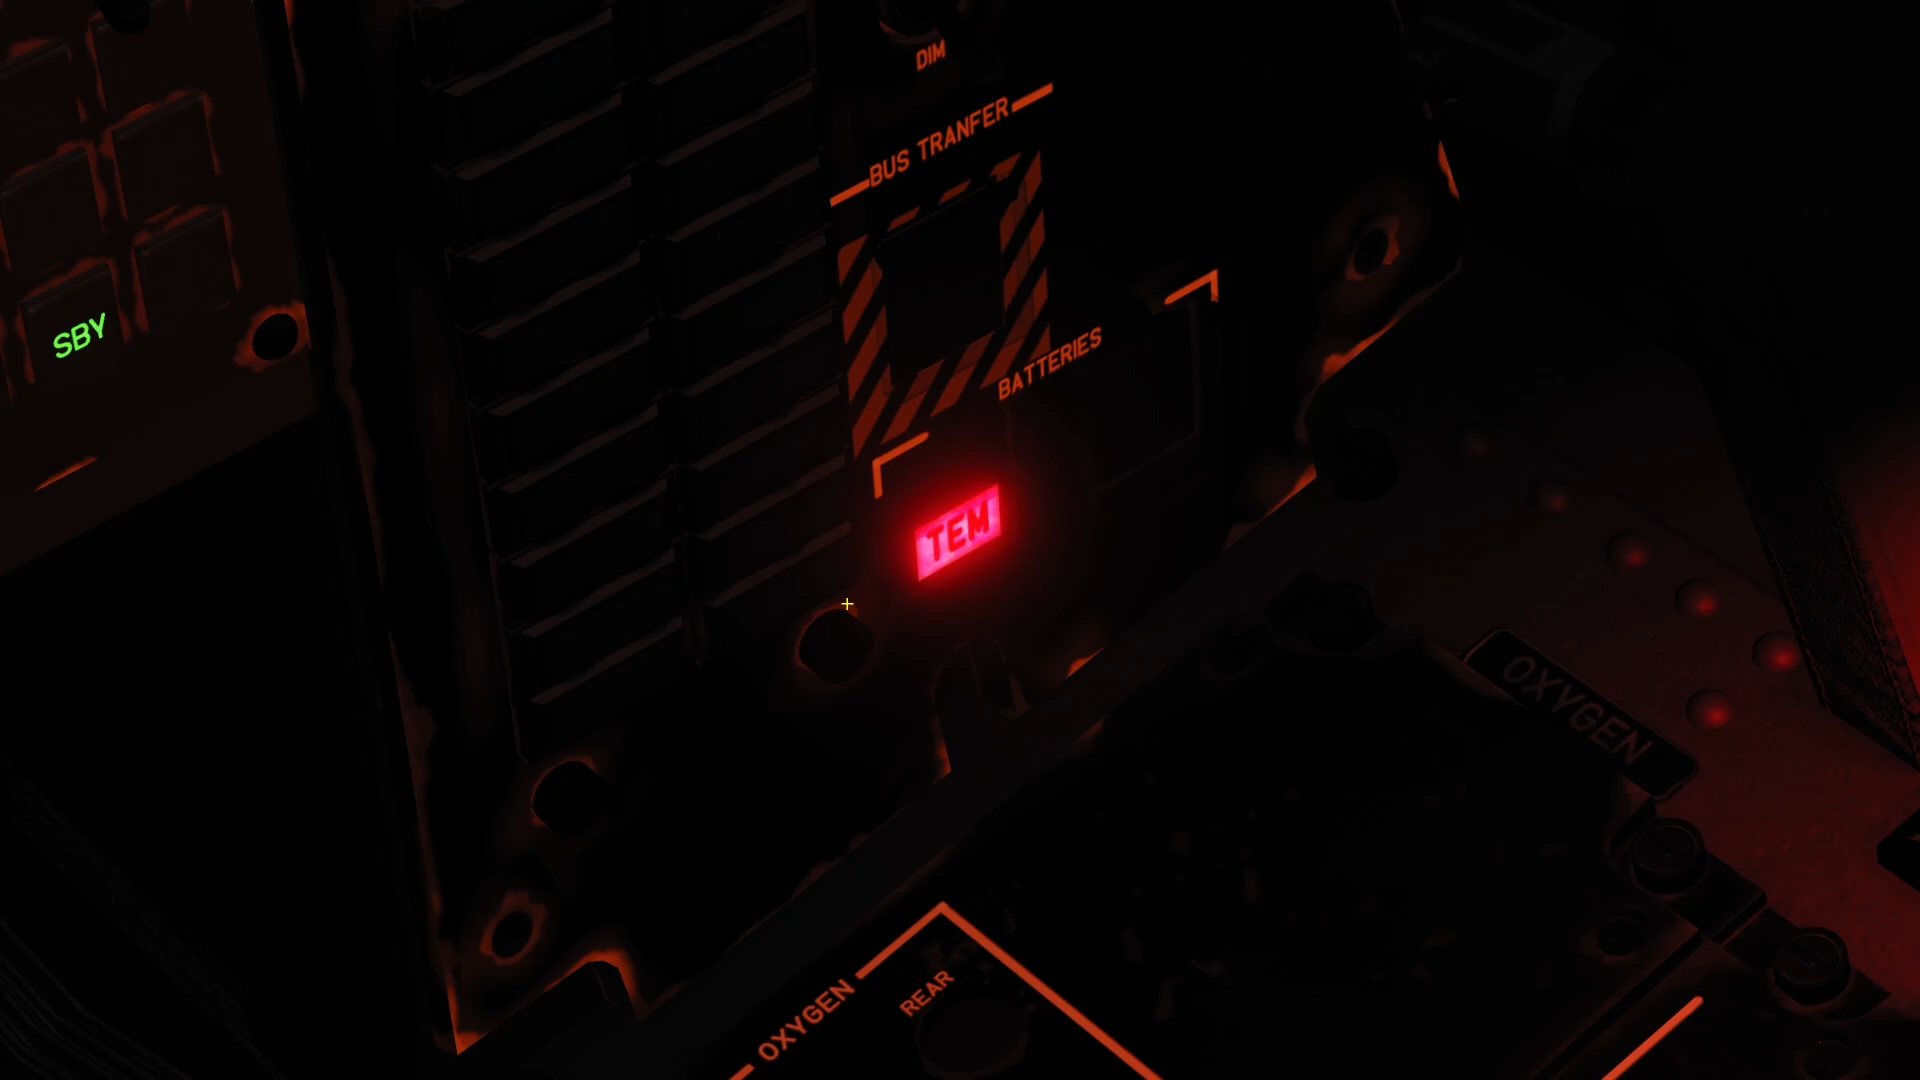 DIM
BUS TRANFER
SBY
BATTERIES
TEM
OXYGEN
OXYGEN
REAR